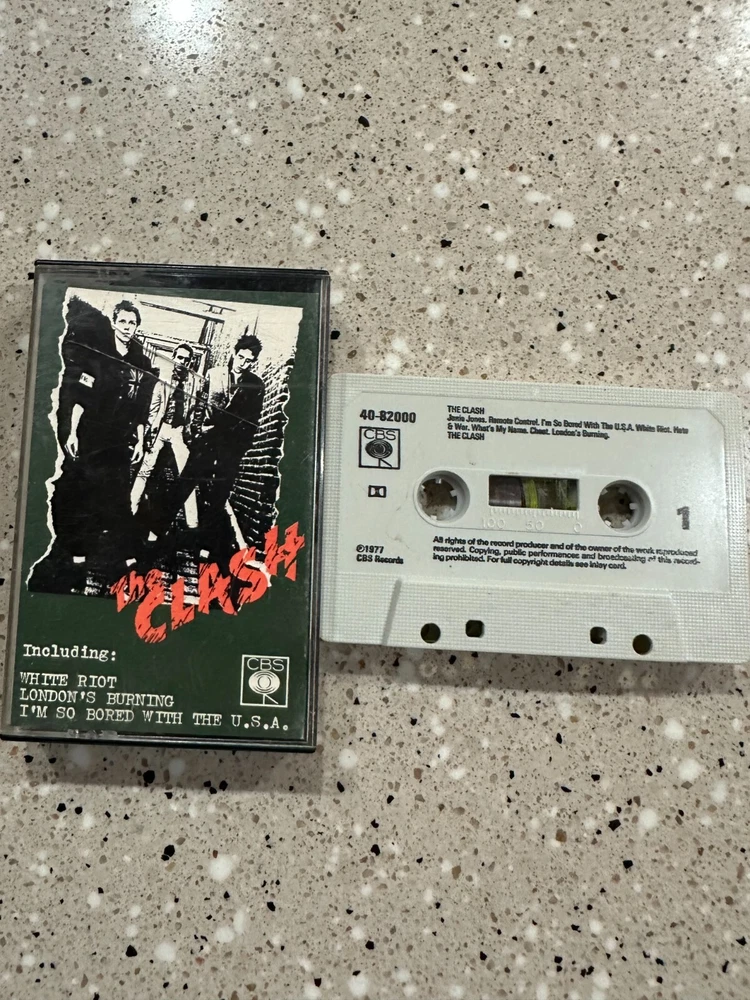 The CLASH
Including:
WHITE RIOT
LONDON'S BURNING
I'M SO BORED WITH THE U.S.A.
CBS
40-82000
CBS
THE CLASH
Janie Jones. Remote Control. I'm So Bored With The U.S.A. White Riot. Hate
& War. What's My Name. Cheat. London's Burning.
THE CLASH
100 50 0
1
℗1977
CBS Records
All rights of the record producer and of the owner of the work reproduced
reserved. Copying, public performances and broadcasting of this record-
ing prohibited. For full copyright details see inlay card.